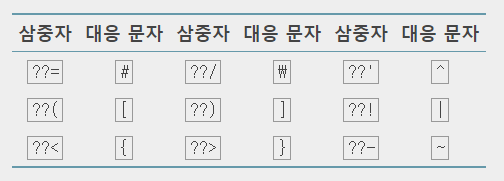 삼중자 대응 문자 삼중자 대응 문자 삼중자 대응 문자
??= # ??/ ₩ ??' ^
??( [ ??) ] ??! |
??< { ??> } ??- ~